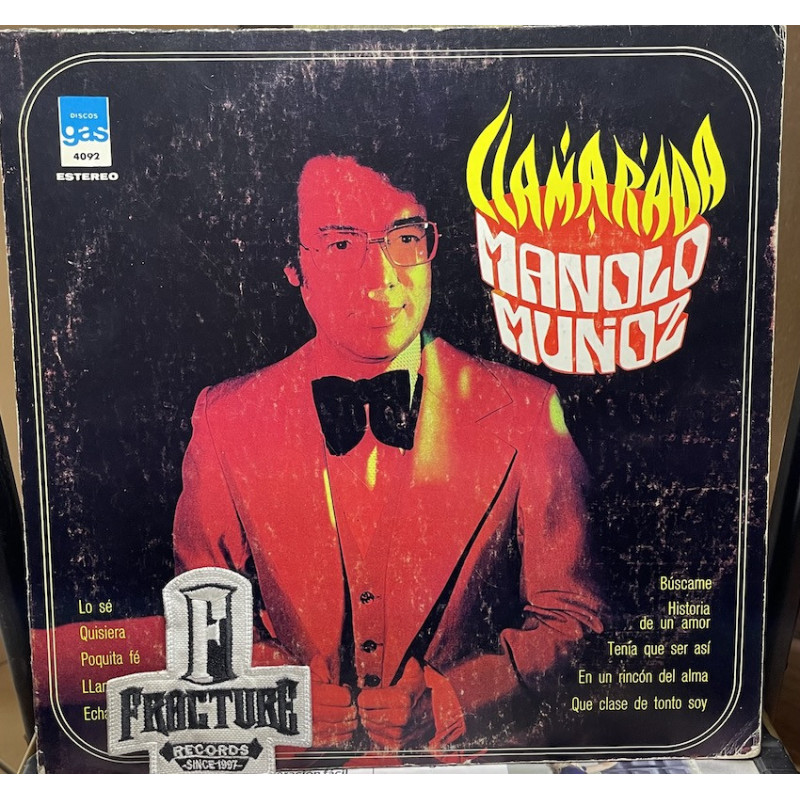 DISCOS
gas
4092
ESTEREO
LLAMARADA
MANOLO
MUÑOZ
Lo sé
Quisiera
Poquita fé
Búscame
Historia
de un amor
Tenía que ser así
En un rincón del alma
Que clase de tonto soy
FRACTURE
RECORDS
-SINCE 1997-